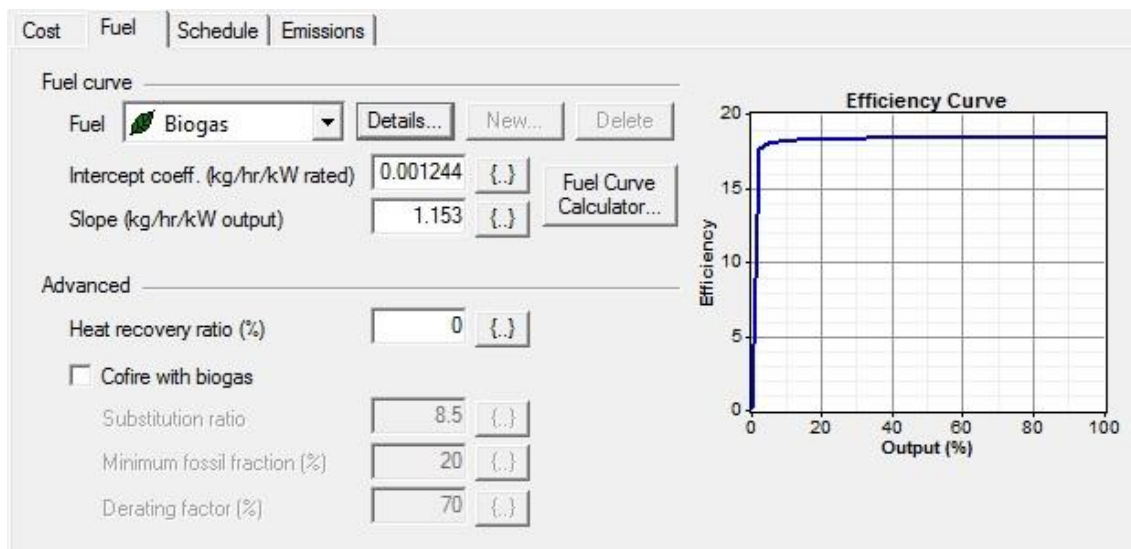 Cost Fuel Schedule Emissions
Fuel curve
Fuel Biogas Details... New... Delete
Intercept coeff. (kg/hr/kW rated) 0.001244 {..} Fuel Curve
Slope (kg/hr/kW output) 1.153 {..} Calculator...
Advanced
Heat recovery ratio (%) 0 {..}
Cofire with biogas
Substitution ratio 8.5 {..}
Minimum fossil fraction (%) 20 {..}
Derating factor (%) 70 {..}
Efficiency Curve
Efficiency
20
15
10
5
0
0 20 40 60 80 100
Output (%)